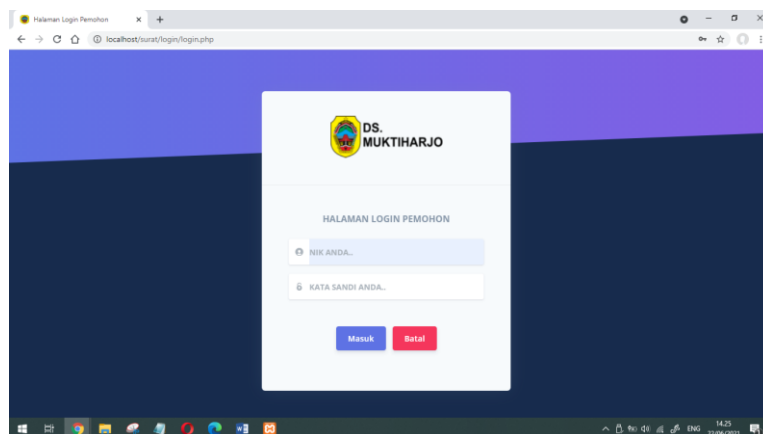 Halaman Login Pemohon
localhost/surat/login/login.php
DS.
MUKTIHARJO
HALAMAN LOGIN PEMOHON
NIK ANDA..
KATA SANDI ANDA..
Masuk Batal
ENG
14.25